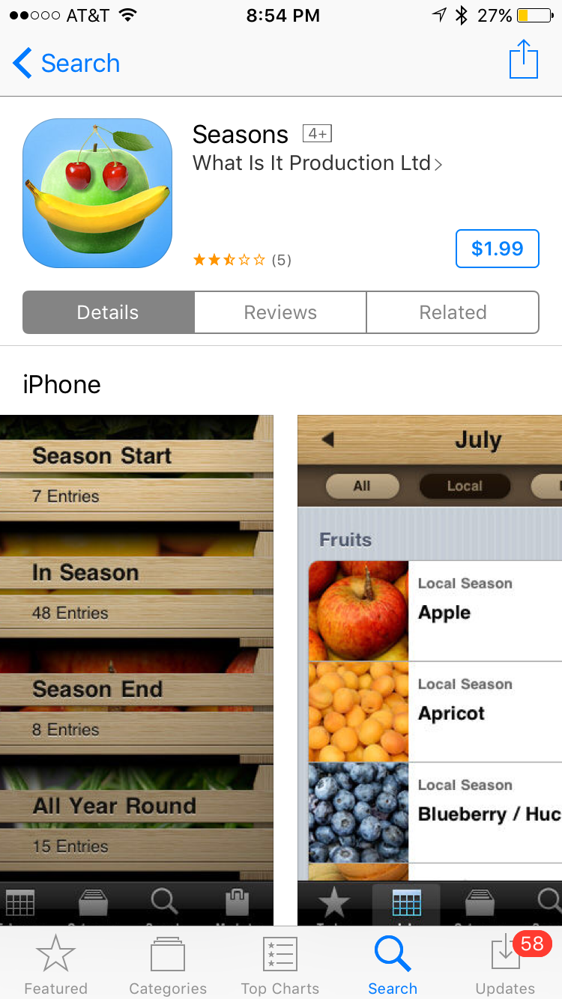 AT&T 8:54 PM 27%
Search
Seasons 4+
What Is It Production Ltd
(5)
$1.99
Details Reviews Related
iPhone
Season Start
7 Entries
In Season
48 Entries
Season End
8 Entries
All Year Round
15 Entries
July
All Local
Fruits
Local Season
Apple
Local Season
Apricot
Local Season
Blueberry / Huc
58
Featured Categories Top Charts Search Updates